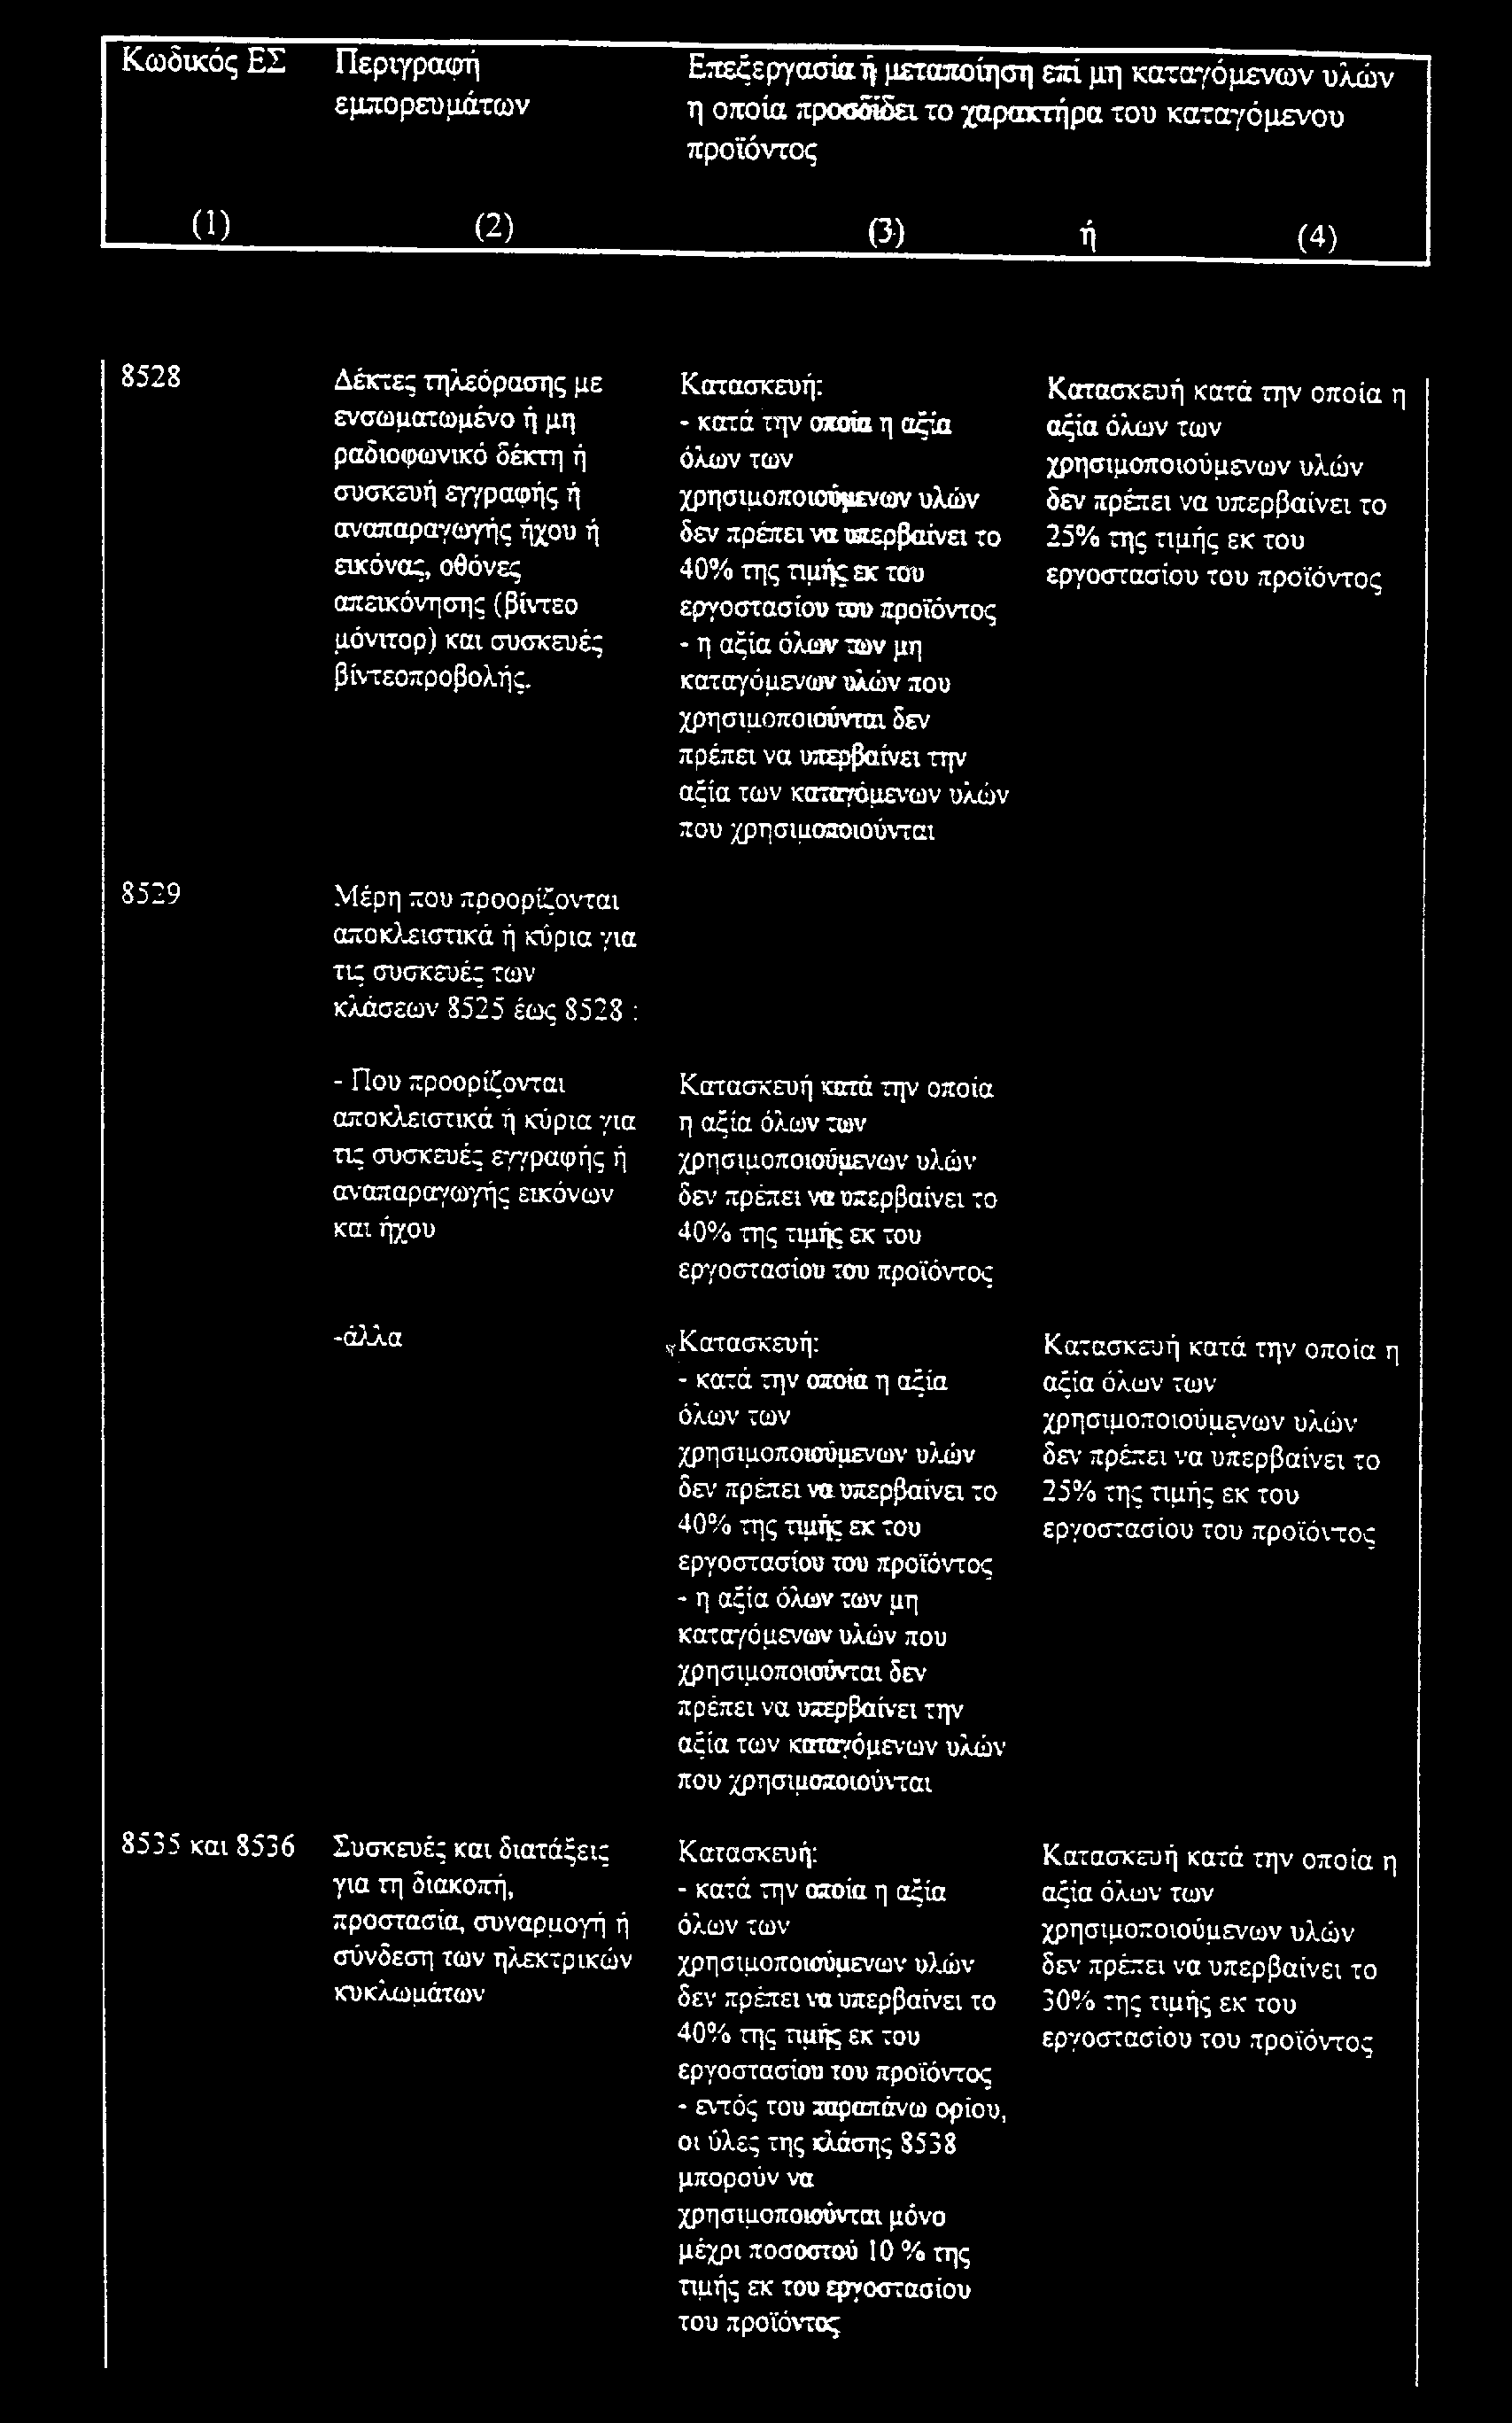 Κωδικός ΕΣ
Περιγραφή
εμπορευμάτων
Επεξεργασία ή μεταποίηση επί μη καταγόμενων υλών
η οποία προσδίδει το χαρακτήρα του καταγόμενου
προϊόντος
(1)
(2)
(3)
ή
(4)
8528
Δέκτες τηλεόρασης με
ενσωματωμένο ή μη
ραδιοφωνικό δέκτη ή
συσκευή εγγραφής ή
αναπαραγωγής ήχου ή
εικόνας, οθόνες
απεικόνησης (βίντεο
μόνιτορ) και συσκευές
βίντεοπροβολής.
Κατασκευή:
- κατά την οποία η αξία
όλων των
χρησιμοποιούμενων υλών
δεν πρέπει να υπερβαίνει το
40% της τιμής εκ του
εργοστασίου του προϊόντος
- η αξία όλων των μη
καταγόμενων υλών που
χρησιμοποιούνται δεν
πρέπει να υπερβαίνει την
αξία των καταγόμενων υλών
που χρησιμοποιούνται
Κατασκευή κατά την οποία η
αξία όλων των
χρησιμοποιούμενων υλών
δεν πρέπει να υπερβαίνει το
25% της τιμής εκ του
εργοστασίου του προϊόντος
8529
Μέρη που προορίζονται
αποκλειστικά ή κύρια για
τις συσκευές των
κλάσεων 8525 έως 8528 :
- Που προορίζονται
αποκλειστικά ή κύρια για
τις συσκευές εγγραφής ή
αναπαραγωγής εικόνων
και ήχου
Κατασκευή κατά την οποία
η αξία όλων των
χρησιμοποιούμενων υλών
δεν πρέπει να υπερβαίνει το
40% της τιμής εκ του
εργοστασίου του προϊόντος
-άλλα
Κατασκευή:
- κατά την οποία η αξία
όλων των
χρησιμοποιούμενων υλών
δεν πρέπει να υπερβαίνει το
40% της τιμής εκ του
εργοστασίου του προϊόντος
- η αξία όλων των μη
καταγόμενων υλών που
χρησιμοποιούνται δεν
πρέπει να υπερβαίνει την
αξία των καταγόμενων υλών
που χρησιμοποιούνται
Κατασκευή κατά την οποία η
αξία όλων των
χρησιμοποιούμενων υλών
δεν πρέπει να υπερβαίνει το
25% της τιμής εκ του
εργοστασίου του προϊόντος
8535 και 8536
Συσκευές και διατάξεις
για τη διακοπή,
προστασία, συναρμογή ή
σύνδεση των ηλεκτρικών
κυκλωμάτων
Κατασκευή:
- κατά την οποία η αξία
όλων των
χρησιμοποιούμενων υλών
δεν πρέπει να υπερβαίνει το
40% της τιμής εκ του
εργοστασίου του προϊόντος
- εντός του παραπάνω ορίου,
οι ύλες της κλάσης 8538
μπορούν να
χρησιμοποιούνται μόνο
μέχρι ποσοστού 10 % της
τιμής εκ του εργοστασίου
του προϊόντος
Κατασκευή κατά την οποία η
αξία όλων των
χρησιμοποιούμενων υλών
δεν πρέπει να υπερβαίνει το
30% της τιμής εκ του
εργοστασίου του προϊόντος